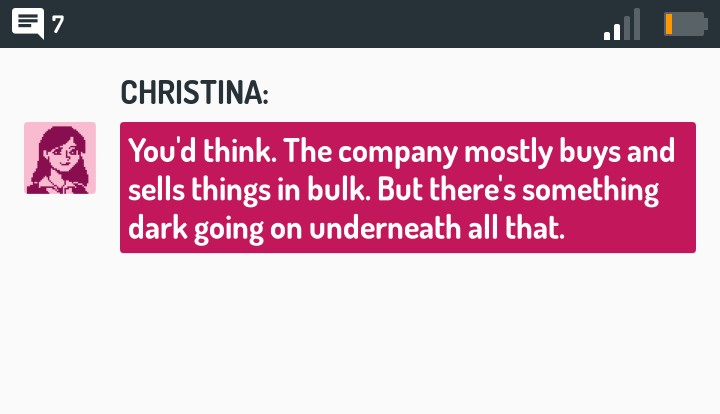 7
CHRISTINA:
You'd think. The company mostly buys and
sells things in bulk. But there's something
dark going on underneath all that.